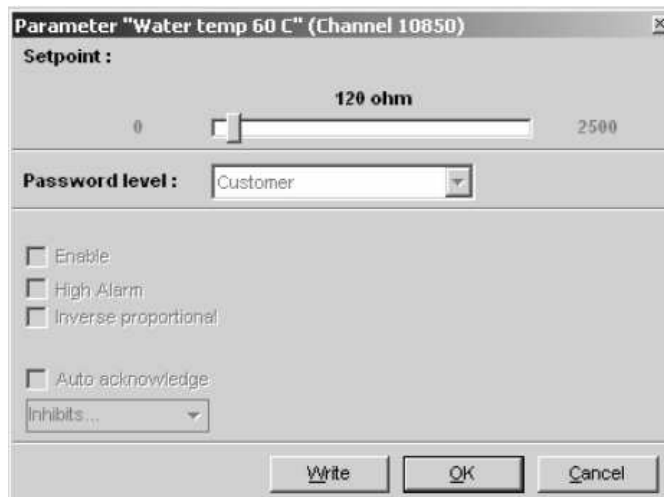 Parameter "Water temp 60 C" (Channel 10850)
Setpoint :
120 ohm
0 2500
Password level : Customer
Enable
High Alarm
Inverse proportional
Auto acknowledge
Inhibits...
Write OK Cancel